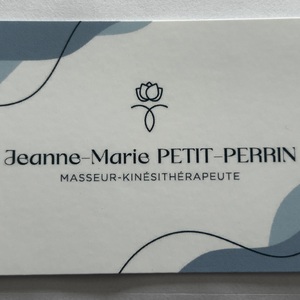 Jeanne-Marie PETIT-PERRIN
MASSEUR-KINÉSITHÉRAPEUTE